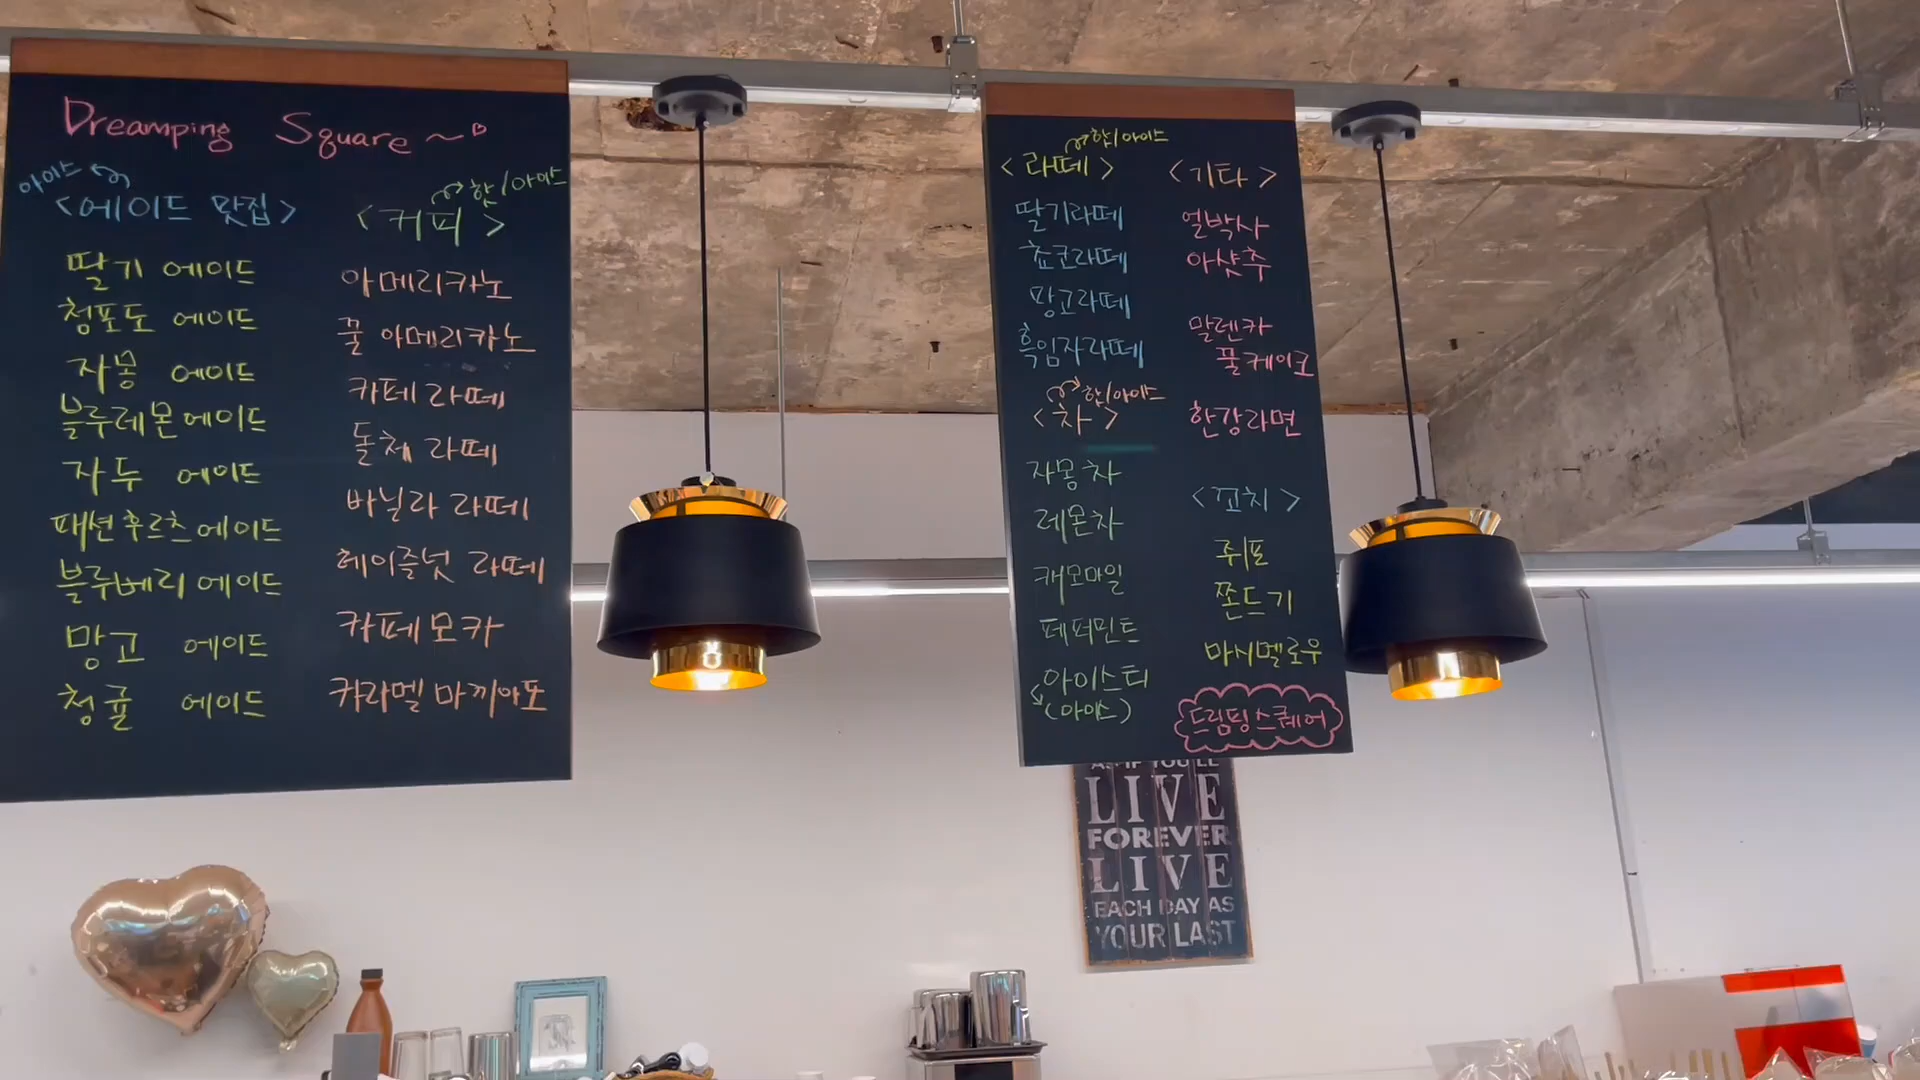 Dreamping Square ~
아이스
<에이드 맛집>
딸기 에이드
청포도 에이드
자몽 에이드
블루레몬에이드
자두 에이드
패션후르츠에이드
블루베리 에이드
망고 에이드
청귤 에이드
핫/아이스
<커피>
아메리카노
꿀 아메리카노
카페 라떼
돌체 라떼
바닐라 라떼
헤이즐넛 라떼
카페모카
캬라멜 마끼아또
핫/아이스
<라떼>
딸기라떼
쵸코라떼
망고라떼
흑임자라떼
핫/아이스
<차>
자몽차
레몬차
캐모마일
페퍼민트
아이스티
(아이스)
<기타>
얼박사
아샷추
말렌카
꿀케이크
한강라면
<꼬치>
쥐포
쫀드기
마시멜로우
드림핑스퀘어
AS IF YOU'LL
LIVE
FOREVER
LIVE
EACH DAY AS
YOUR LAST